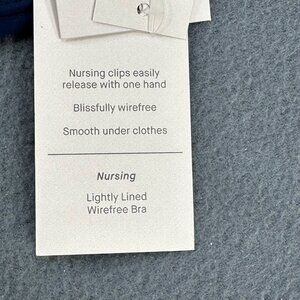 Nursing clips easily
release with one hand
Blissfully wirefree
Smooth under clothes
Nursing
Lightly Lined
Wirefree Bra